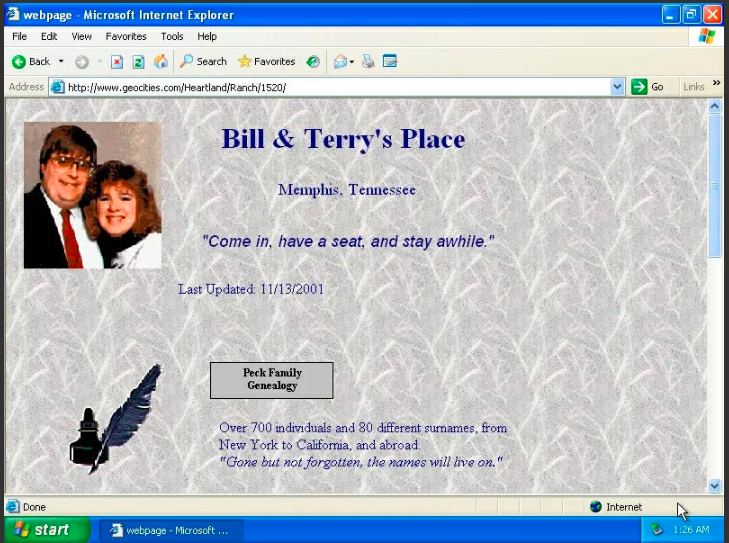 webpage - Microsoft Internet Explorer
File Edit View Favorites Tools Help
Back Search Favorites
Address http://www.geocities.com/Heartland/Ranch/1520/ Go Links »
Bill & Terry's Place
Memphis, Tennessee
"Come in, have a seat, and stay awhile."
Last Updated: 11/13/2001
Peck Family
Genealogy
Over 700 individuals and 80 different surnames, from
New York to California, and abroad.
"Gone but not forgotten, the names will live on."
Done Internet
start webpage - Microsoft ... 1:26 AM